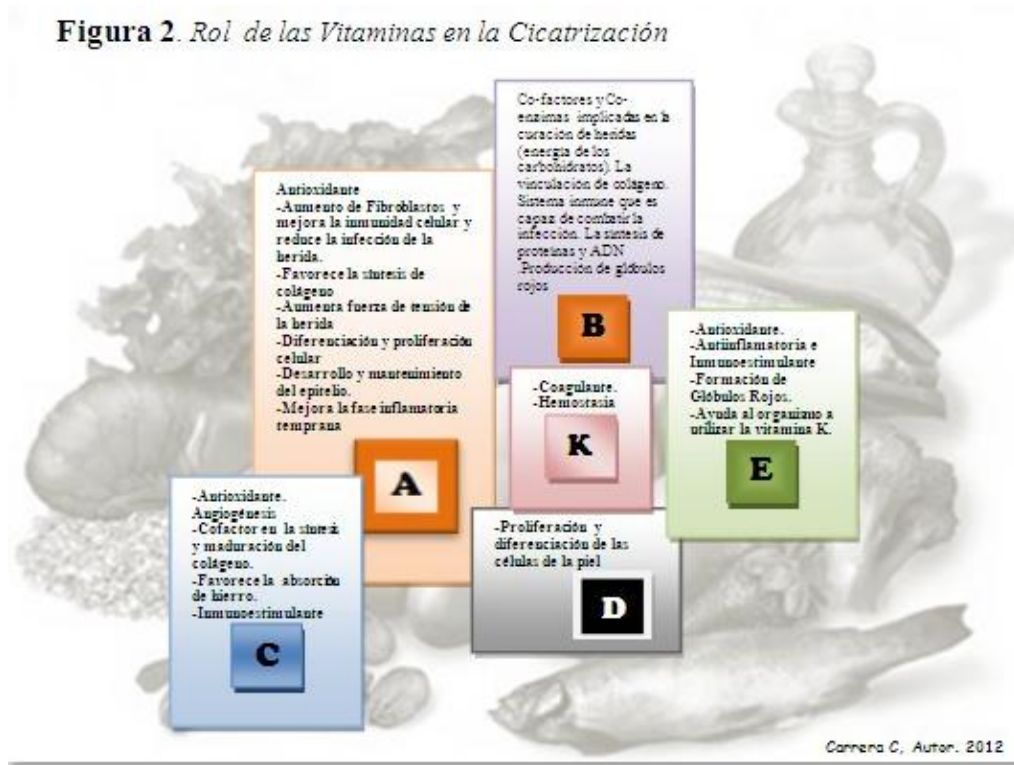 Figura 2. Rol de las Vitaminas en la Cicatrización
Co-factores y Co-
enzimas implicadas en la
curación de heridas
(energía de los
carbohidratos). La
vinculación de colágeno.
Sistema inmune que es
capaz de combatir la
infección. La síntesis de
proteínas y ADN
.Producción de glóbulos
rojos
B
Antioxidante
-Aumento de Fibroblastos y
mejora la inmunidad celular y
reduce la infección de la
herida.
-Favorece la síntesis de
colágeno
-Aumenta fuerza de tensión de
la herida
-Diferenciación y proliferación
celular
-Desarrollo y mantenimiento
del epitelio.
-Mejora la fase inflamatoria
temprana
A
-Coagulante.
-Hemostasia
K
-Antioxidante.
-Antiinflamatoria e
Inmunoestimulante
-Formación de
Glóbulos Rojos.
-Ayuda al organismo a
utilizar la vitamina K.
E
-Antioxidante.
Angiogénesis
-Cofactor en la síntesis
y maduración del
colágeno.
-Favorece la absorción
de hierro.
-Inmunoestimulante
C
-Proliferación y
diferenciación de las
células de la piel
D
Carrera C, Autor. 2012